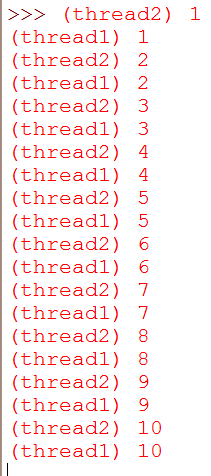 >>> (thread2) 1
(thread1) 1
(thread2) 2
(thread1) 2
(thread2) 3
(thread1) 3
(thread2) 4
(thread1) 4
(thread2) 5
(thread1) 5
(thread2) 6
(thread1) 6
(thread2) 7
(thread1) 7
(thread2) 8
(thread1) 8
(thread2) 9
(thread1) 9
(thread2) 10
(thread1) 10